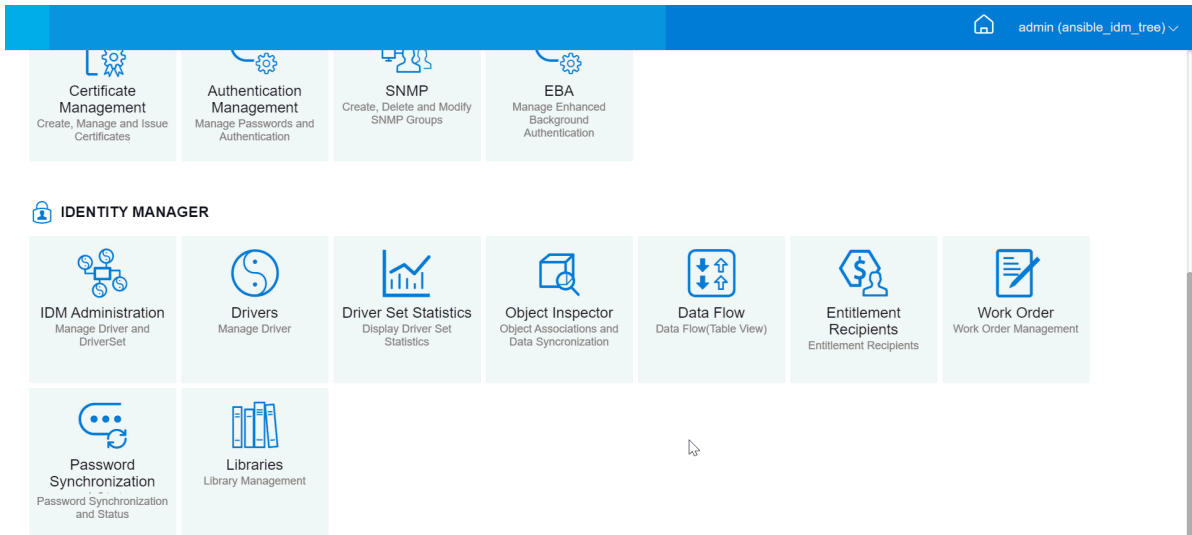 admin (ansible_idm_tree)
Certificate
Management
Create, Manage and Issue
Certificates
Authentication
Management
Manage Passwords and
Authentication
SNMP
Create, Delete and Modify
SNMP Groups
EBA
Manage Enhanced
Background
Authentication
IDENTITY MANAGER
IDM Administration
Manage Driver and
DriverSet
Drivers
Manage Driver
Driver Set Statistics
Display Driver Set
Statistics
Object Inspector
Object Associations and
Data Syncronization
Data Flow
Data Flow(Table View)
Entitlement
Recipients
Entitlement Recipients
Work Order
Work Order Management
Password
Synchronization
Password Synchronization
and Status
Libraries
Library Management